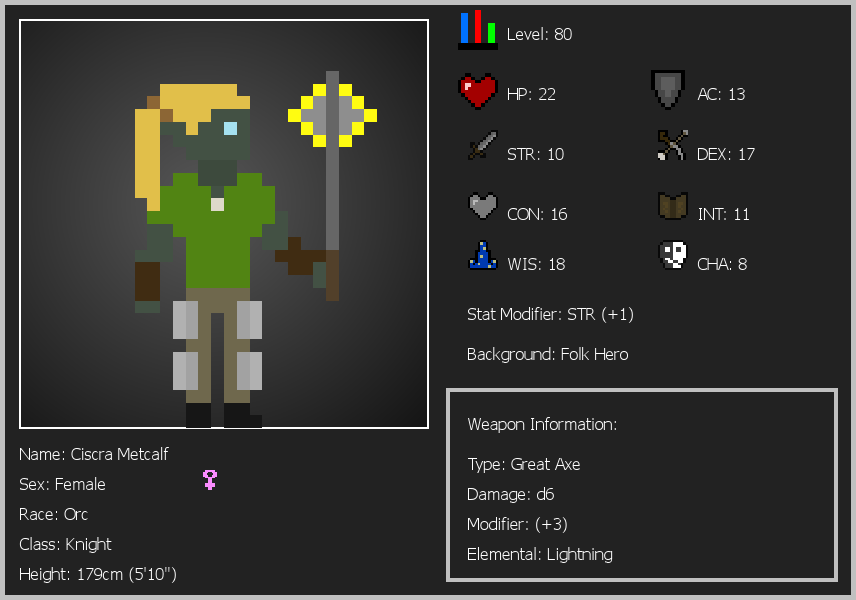 Level: 80
HP: 22
AC: 13
STR: 10
DEX: 17
CON: 16
INT: 11
WIS: 18
CHA: 8
Stat Modifier: STR (+1)
Background: Folk Hero
Weapon Information:
Type: Great Axe
Damage: d6
Modifier: (+3)
Elemental: Lightning
Name: Ciscra Metcalf
Sex: Female
Race: Orc
Class: Knight
Height: 179cm (5'10")